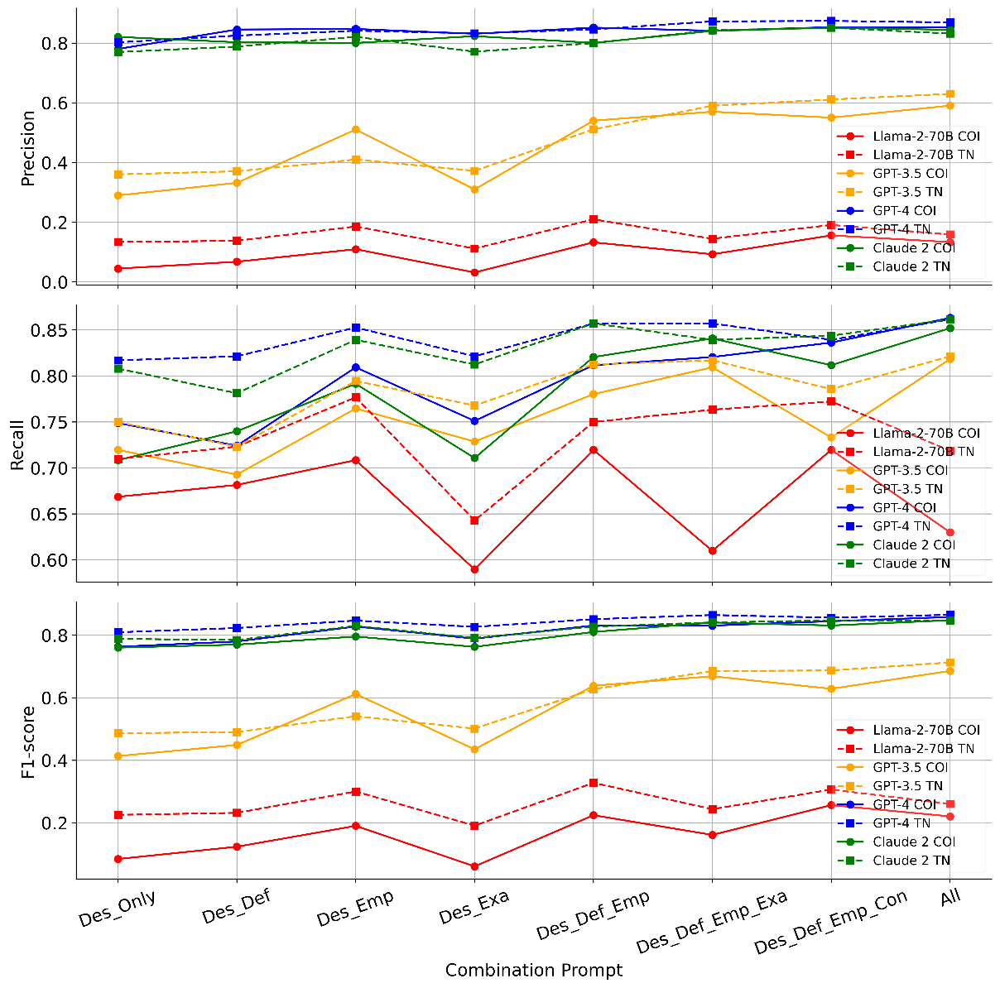 Precision
0.8
0.6
0.4
0.2
0.0
Llama-2-70B COI
Llama-2-70B TN
GPT-3.5 COI
GPT-3.5 TN
GPT-4 COI
GPT-4 TN
Claude 2 COI
Claude 2 TN
Recall
0.85
0.80
0.75
0.70
0.65
0.60
Llama-2-70B COI
Llama-2-70B TN
GPT-3.5 COI
GPT-3.5 TN
GPT-4 COI
GPT-4 TN
Claude 2 COI
Claude 2 TN
F1-score
0.8
0.6
0.4
0.2
Llama-2-70B COI
Llama-2-70B TN
GPT-3.5 COI
GPT-3.5 TN
GPT-4 COI
GPT-4 TN
Claude 2 COI
Claude 2 TN
Des_Only
Des_Def
Des_Emp
Des_Exa
Des_Def_Emp
Des_Def_Emp_Exa
Des_Def_Emp_Con
All
Combination Prompt